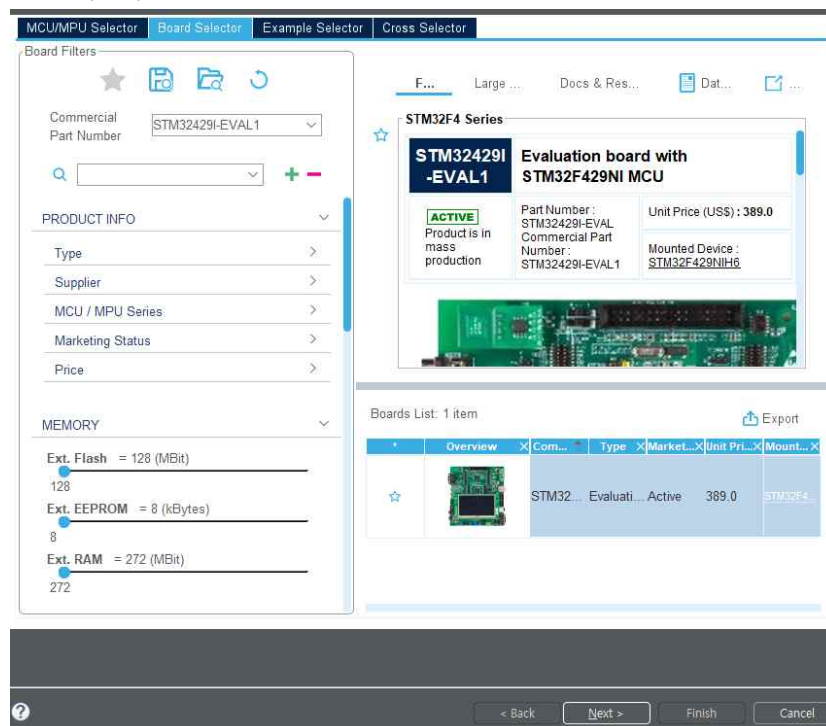 MCU/MPU Selector Board Selector Example Selector Cross Selector
Board Filters
Commercial
Part Number
STM32429I-EVAL1
PRODUCT INFO
Type
Supplier
MCU / MPU Series
Marketing Status
Price
MEMORY
Ext. Flash = 128 (MBit)
128
Ext. EEPROM = 8 (kBytes)
8
Ext. RAM = 272 (MBit)
272
F... Large ... Docs & Res... Dat... ...
STM32F4 Series
STM32429I
-EVAL1
Evaluation board with
STM32F429NI MCU
ACTIVE
Product is in
mass
production
Part Number :
STM32429I-EVAL
Commercial Part
Number :
STM32429I-EVAL1
Unit Price (US$) : 389.0
Mounted Device :
STM32F429NIH6
Boards List: 1 item
Export
* Overview X Com... Type X Market...X Unit Pri...X Mount...X
STM32... Evaluati... Active 389.0 STM32F4...
? < Back Next > Finish Cancel